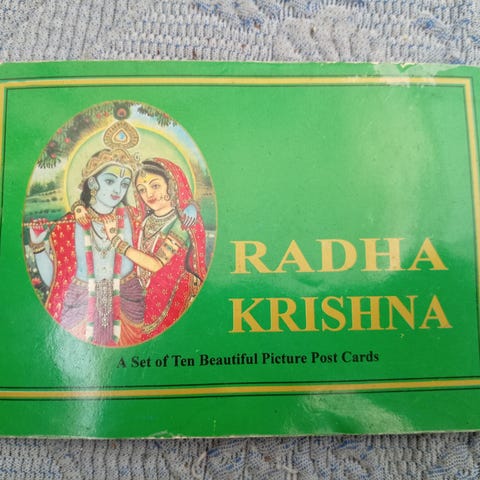 RADHA
KRISHNA
A Set of Ten Beautiful Picture Post Cards